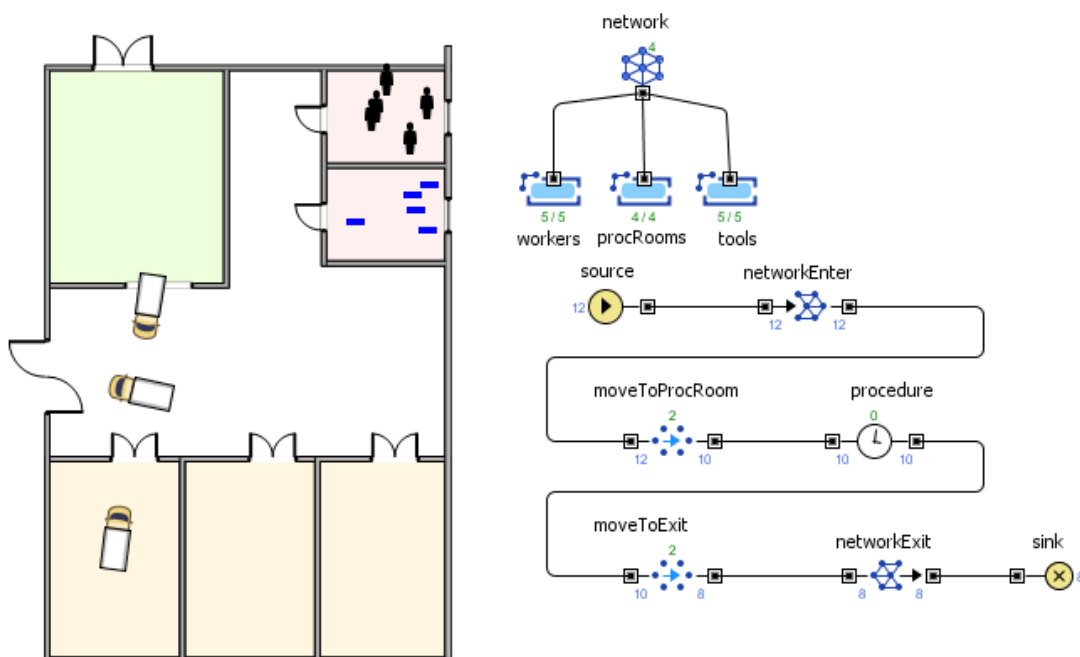 network
4
5 / 5
4 / 4
5 / 5
workers
procRooms
tools
source
networkEnter
12
12
12
moveToProcRoom
procedure
2
0
12
10
10
10
moveToExit
networkExit
sink
2
10
8
8
8
8